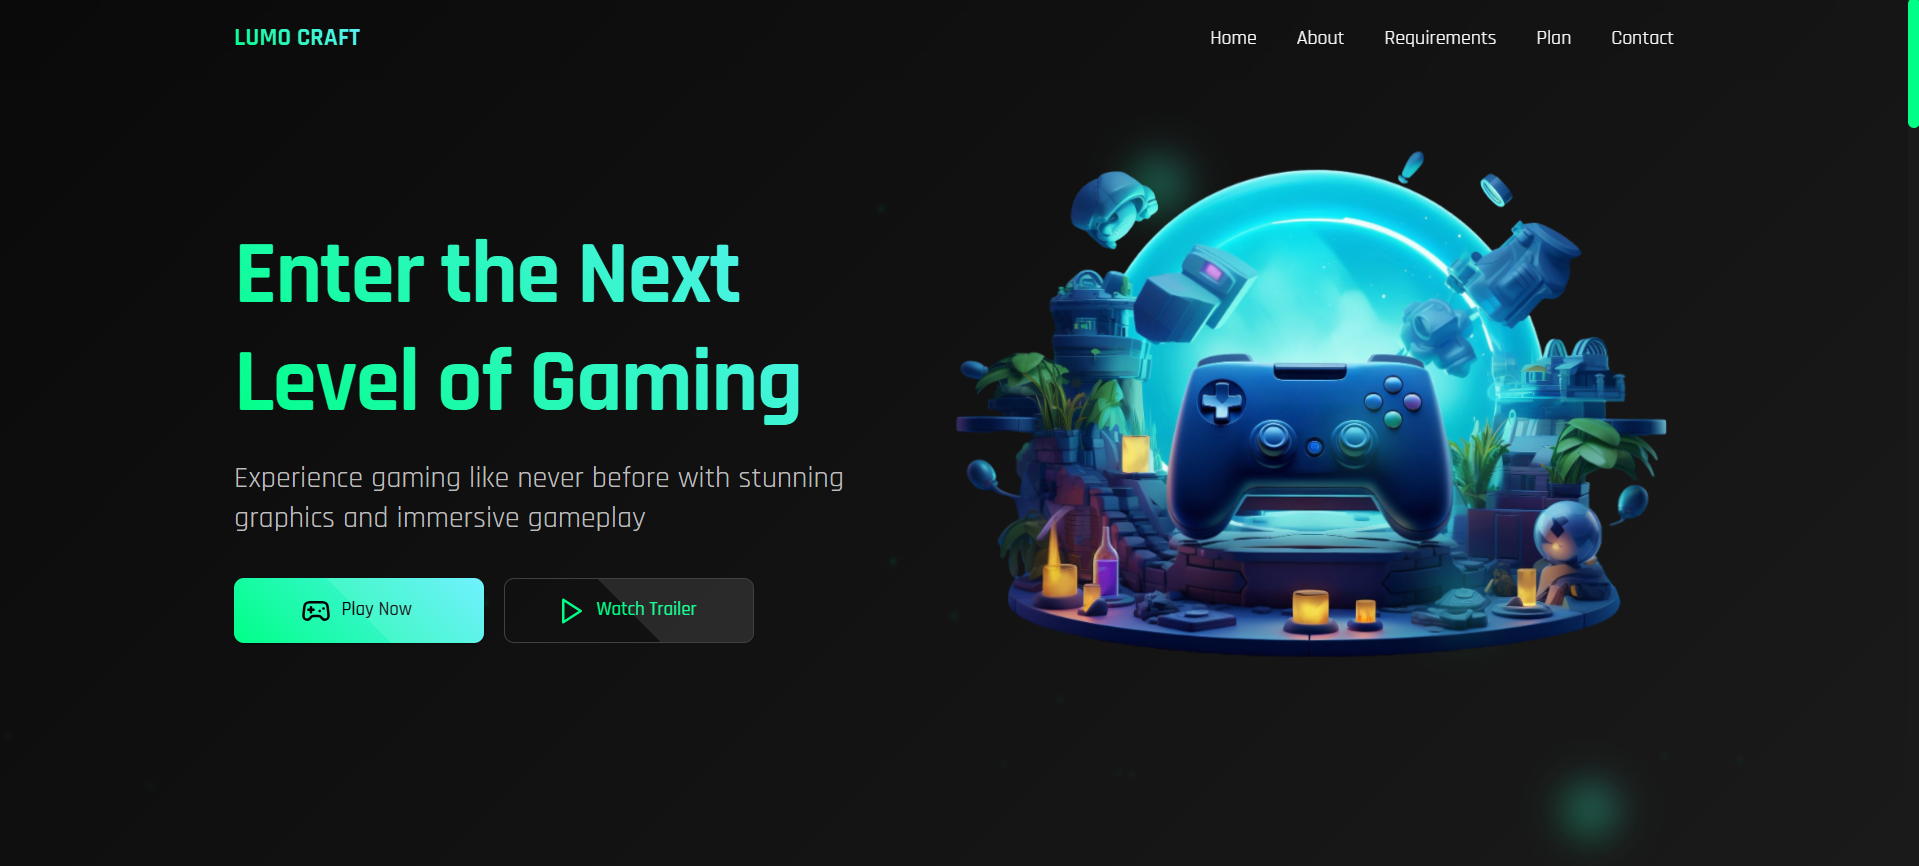 LUMO CRAFT
Home About Requirements Plan Contact
Enter the Next
Level of Gaming
Experience gaming like never before with stunning
graphics and immersive gameplay
Play Now
Watch Trailer